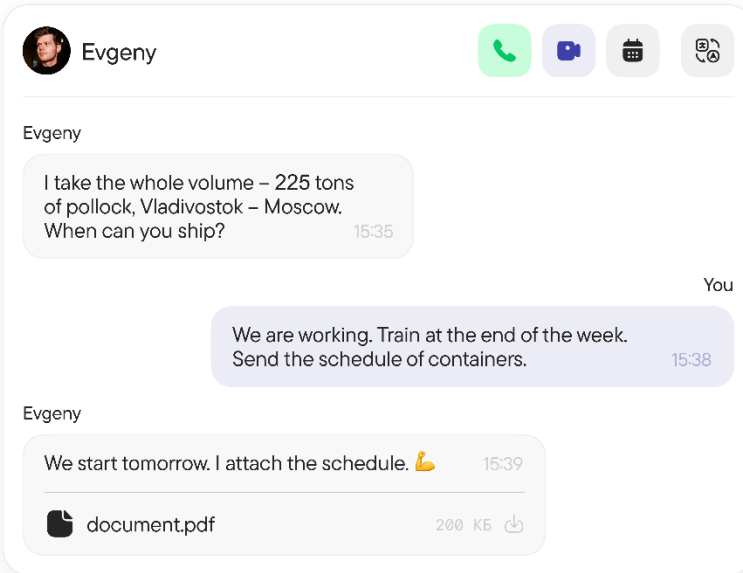 Evgeny
Evgeny
I take the whole volume – 225 tons
of pollock, Vladivostok – Moscow.
When can you ship?
15:35
You
We are working. Train at the end of the week.
Send the schedule of containers.
15:38
Evgeny
We start tomorrow. I attach the schedule. 💪
15:39
document.pdf
200 КБ